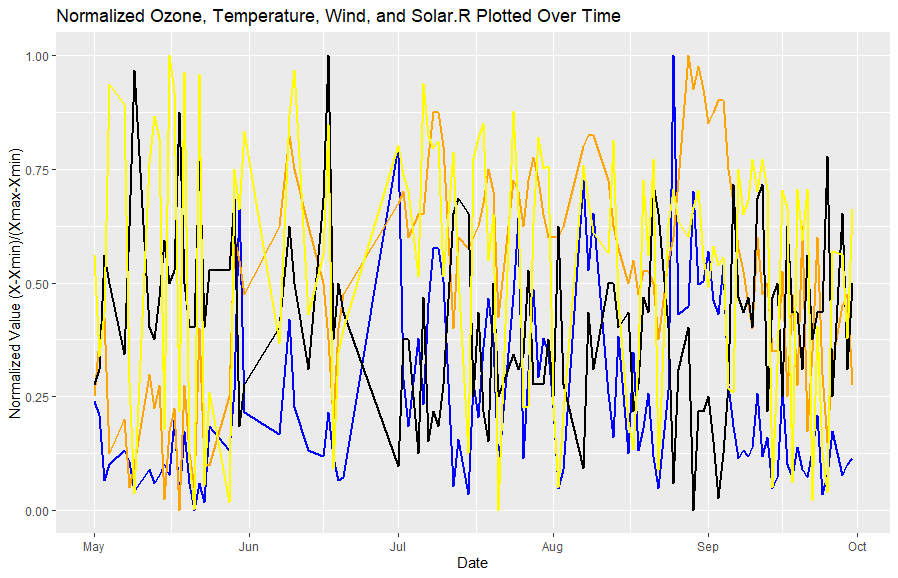 Normalized Ozone, Temperature, Wind, and Solar.R Plotted Over Time
Normalized Value (X-Xmin)/(Xmax-Xmin)
1.00
0.75
0.50
0.25
0.00
May Jun Jul Aug Sep Oct
Date